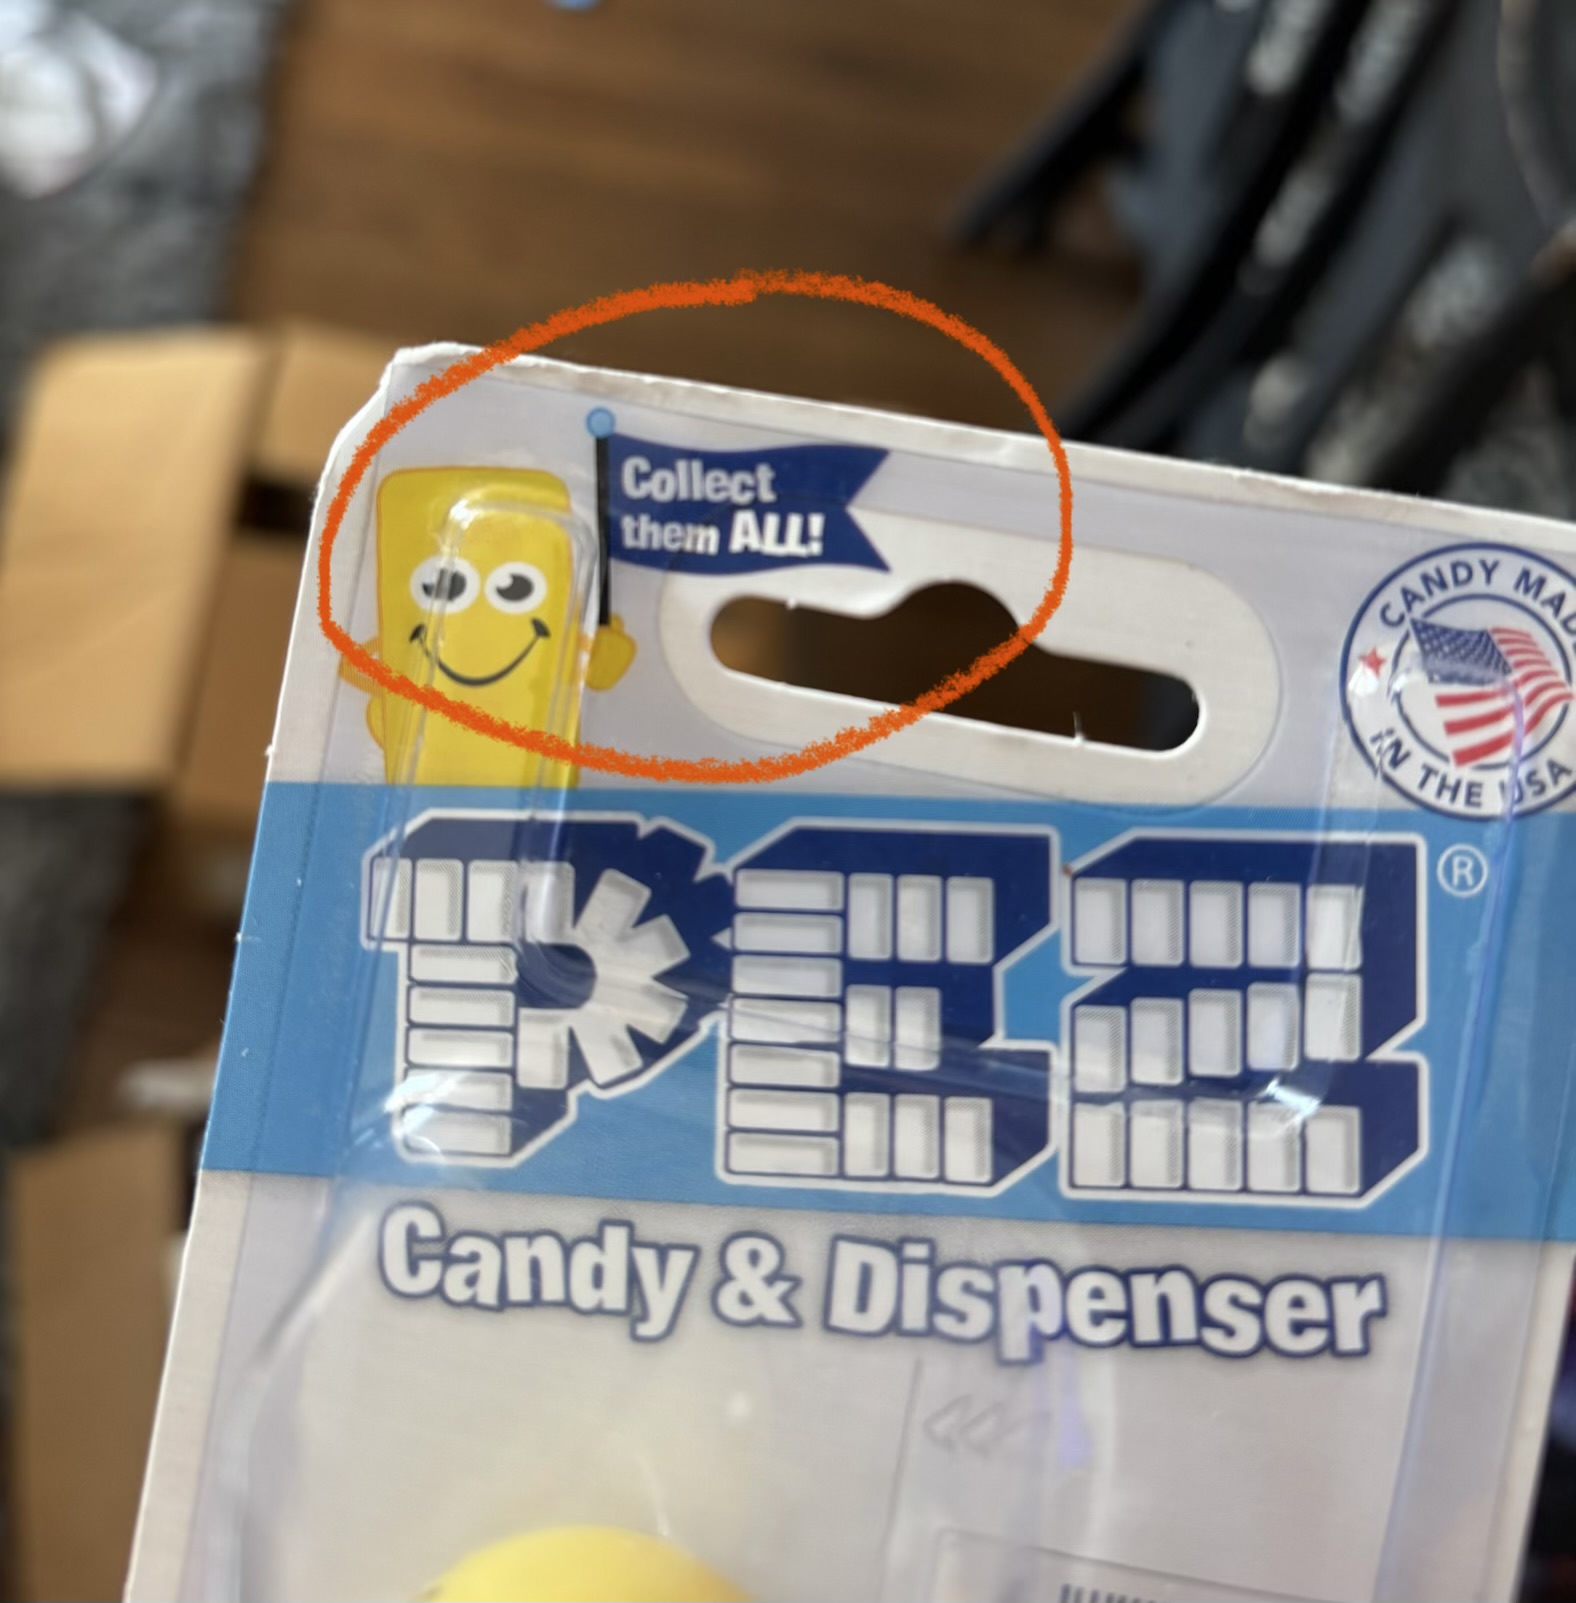 Collect
them ALL!
CANDY MADE
IN THE USA
PEZ®
Candy & Dispenser